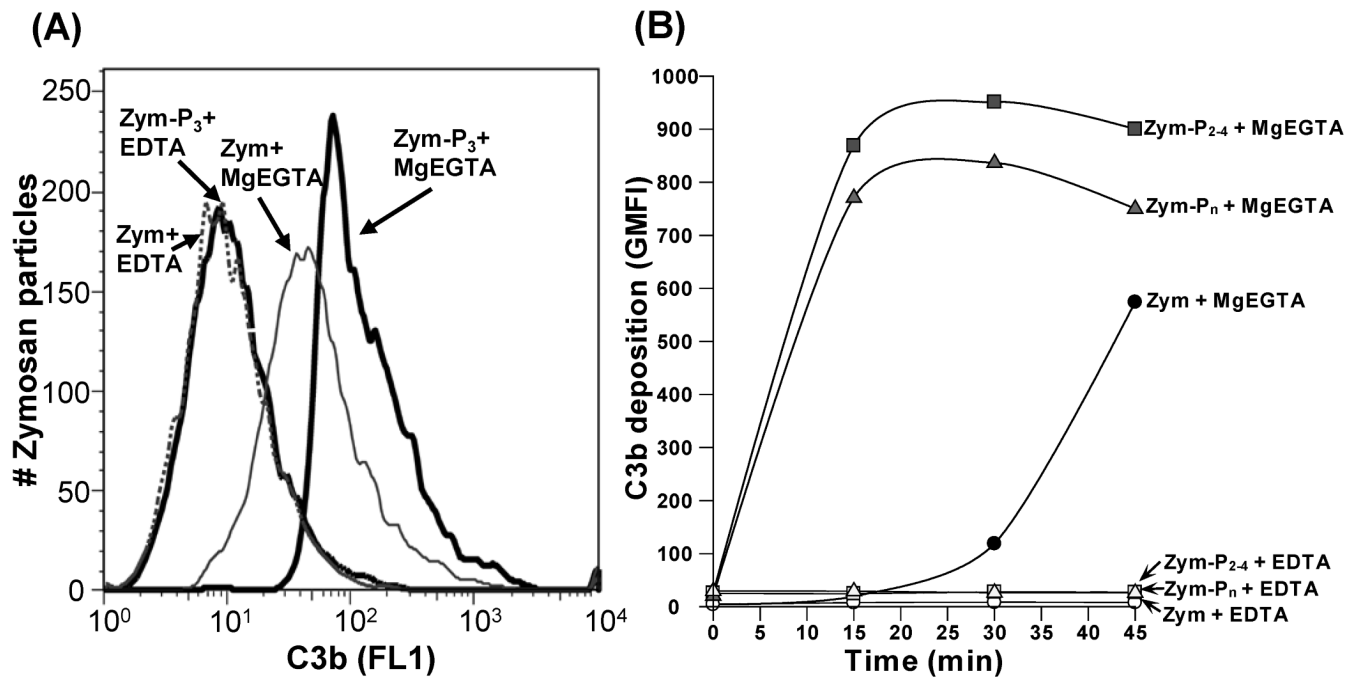 (A)
250
200
150
100
50
0
# Zymosan particles
Zym-P3+
EDTA
Zym+
MgEGTA
Zym-P3+
MgEGTA
Zym+
EDTA
10^0 10^1 10^2 10^3 10^4
C3b (FL1)
(B)
1000
900
800
700
600
500
400
300
200
100
0
C3b deposition (GMFI)
Zym-P2-4 + MgEGTA
Zym-Pn + MgEGTA
Zym + MgEGTA
Zym-P2-4 + EDTA
Zym-Pn + EDTA
Zym + EDTA
0 5 10 15 20 25 30 35 40 45
Time (min)